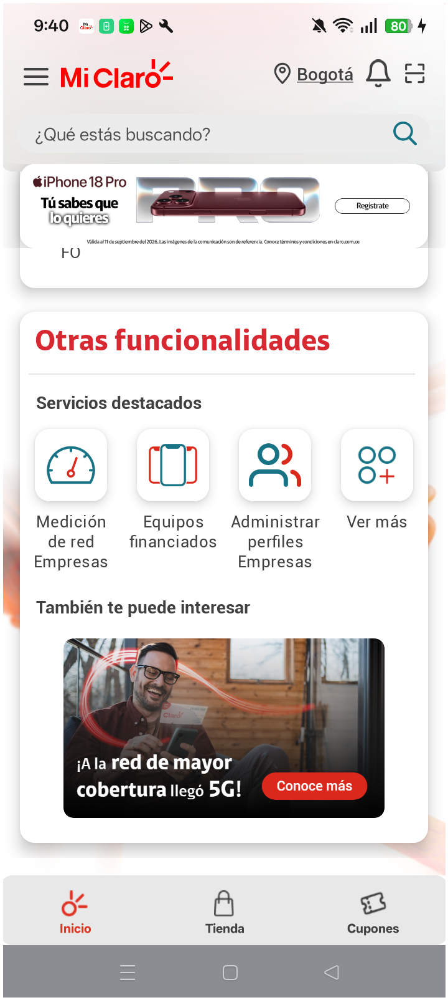 9:40
80
Mi Claro
Bogotá
¿Qué estás buscando?
iPhone 18 Pro
Tú sabes que
lo quieres
PRO
Registrate
Válida al 11 de septiembre del 2026. Las imágenes de la comunicación son de referencia. Conoce términos y condiciones en claro.com.co
FO
Otras funcionalidades
Servicios destacados
Medición
de red
Empresas
Equipos
financiados
Administrar
perfiles
Empresas
Ver más
También te puede interesar
Claro
¡A la red de mayor
cobertura llegó 5G!
Conoce más
Inicio
Tienda
Cupones